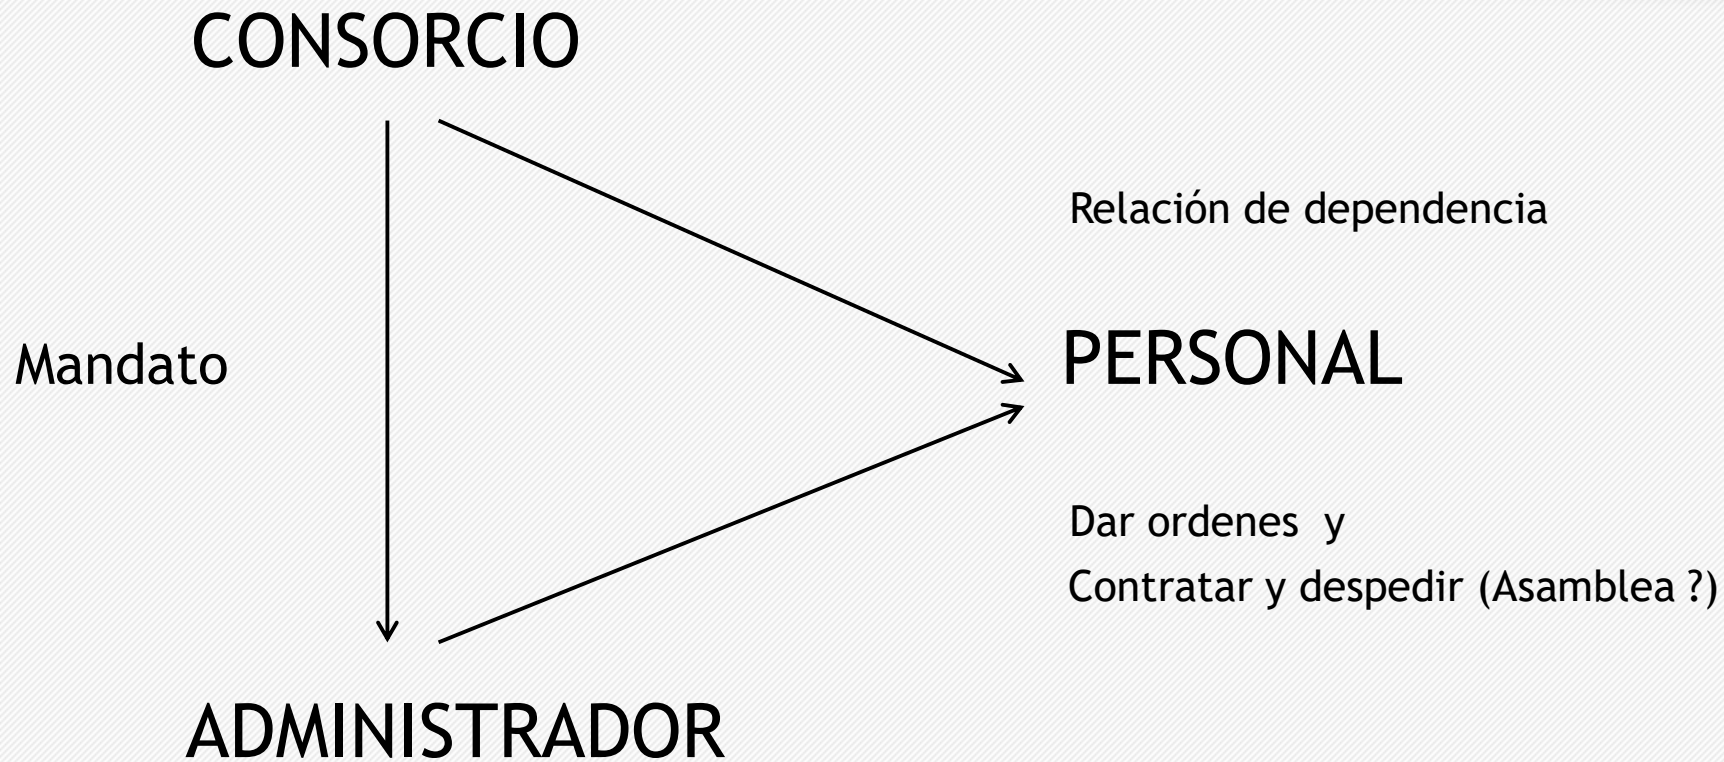 CONSORCIO
Relación de dependencia
Mandato
PERSONAL
Dar ordenes y
Contratar y despedir (Asamblea ?)
ADMINISTRADOR